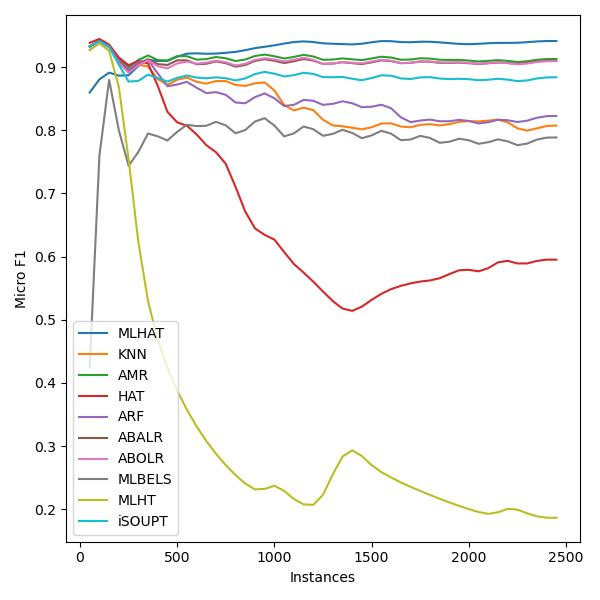 Micro F1
0.9
0.8
0.7
0.6
0.5
0.4
0.3
0.2
MLHAT
KNN
AMR
HAT
ARF
ABALR
ABOLR
MLBELS
MLHT
iSOUPT
0 500 1000 1500 2000 2500
Instances